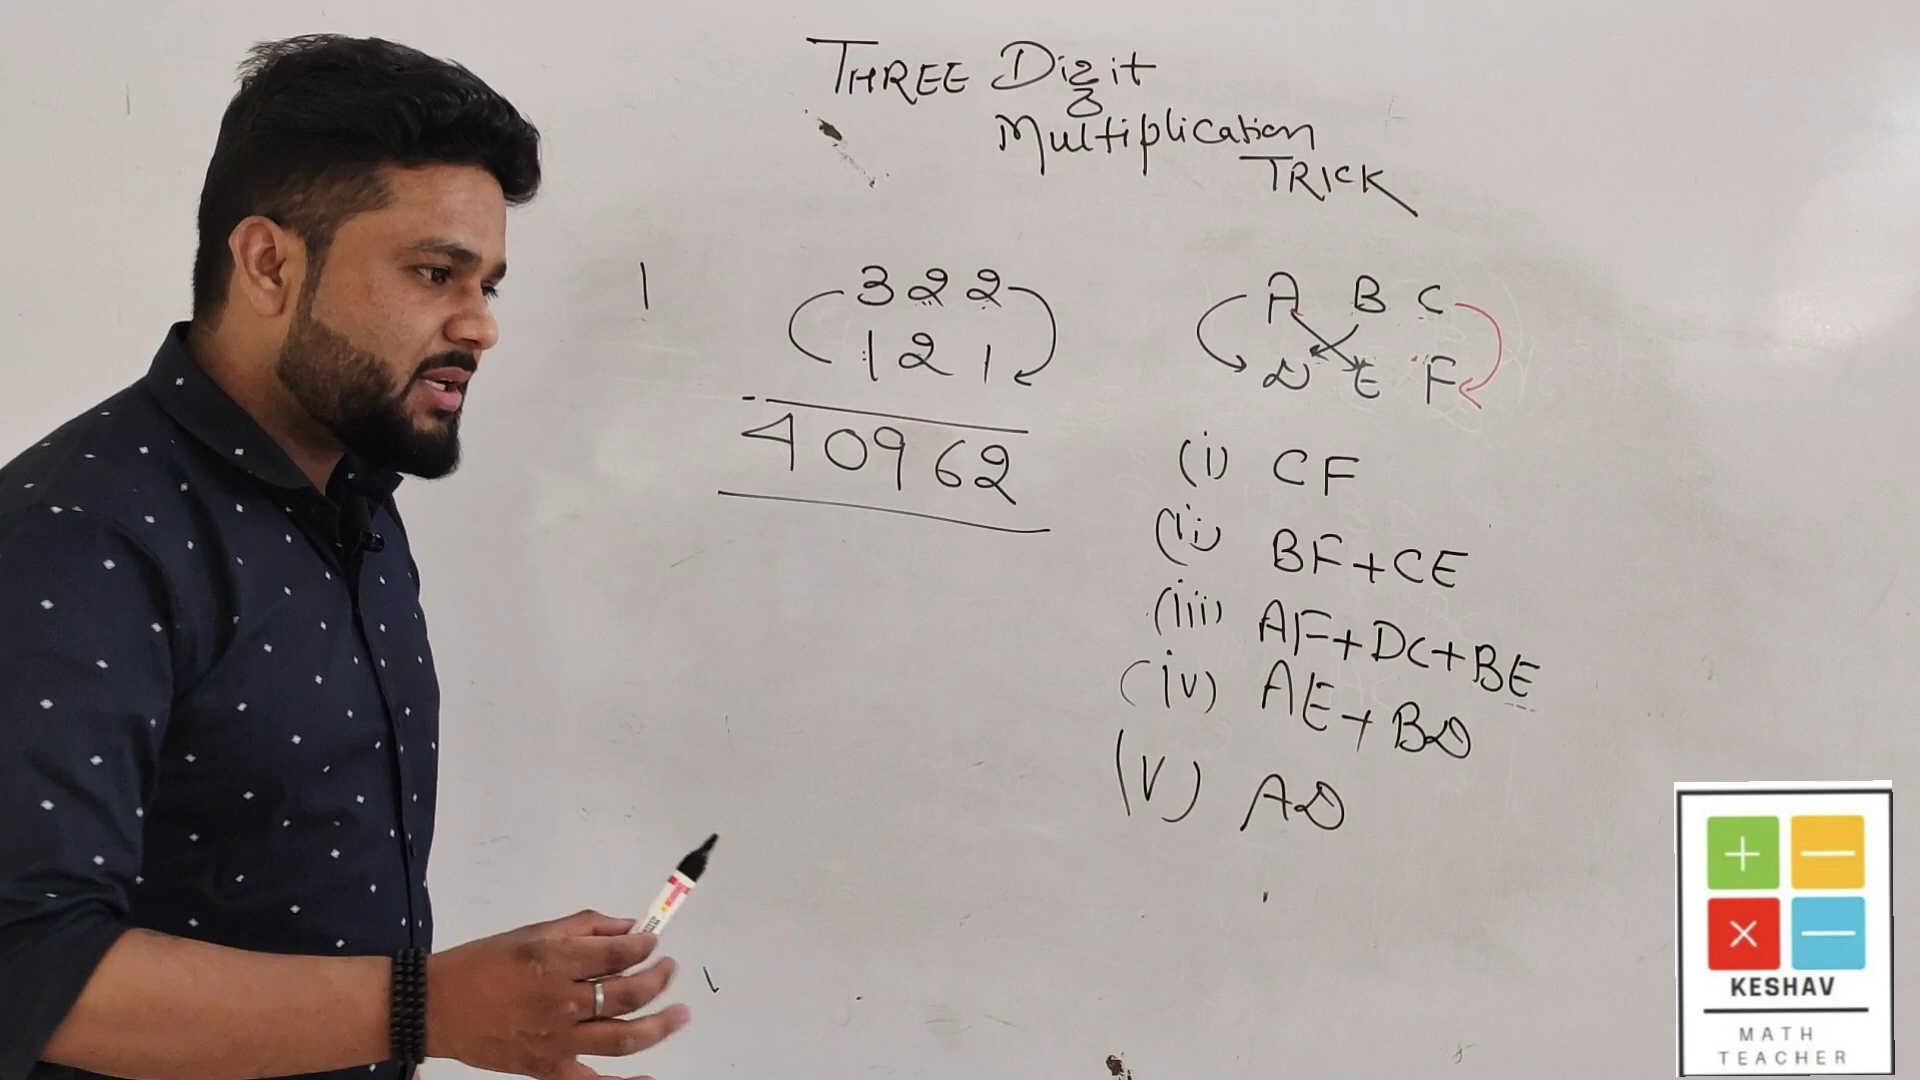 THREE Digit
Multiplication
TRICK
1
322
121
40962
A B C
D E F
(i) CF
(ii) BF+CE
(iii) AF+DC+BE
(iv) AE+BD
(V) AD
+ −
× −
KESHAV
MATH
TEACHER